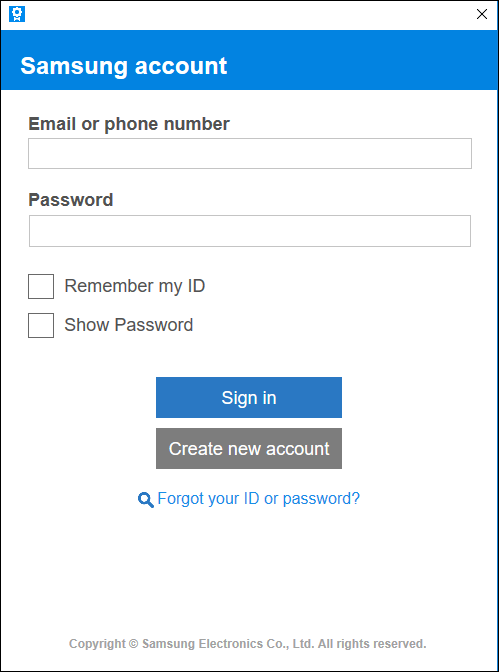 Samsung account
Email or phone number
Password
Remember my ID
Show Password
Sign in
Create new account
Forgot your ID or password?
Copyright © Samsung Electronics Co., Ltd. All rights reserved.